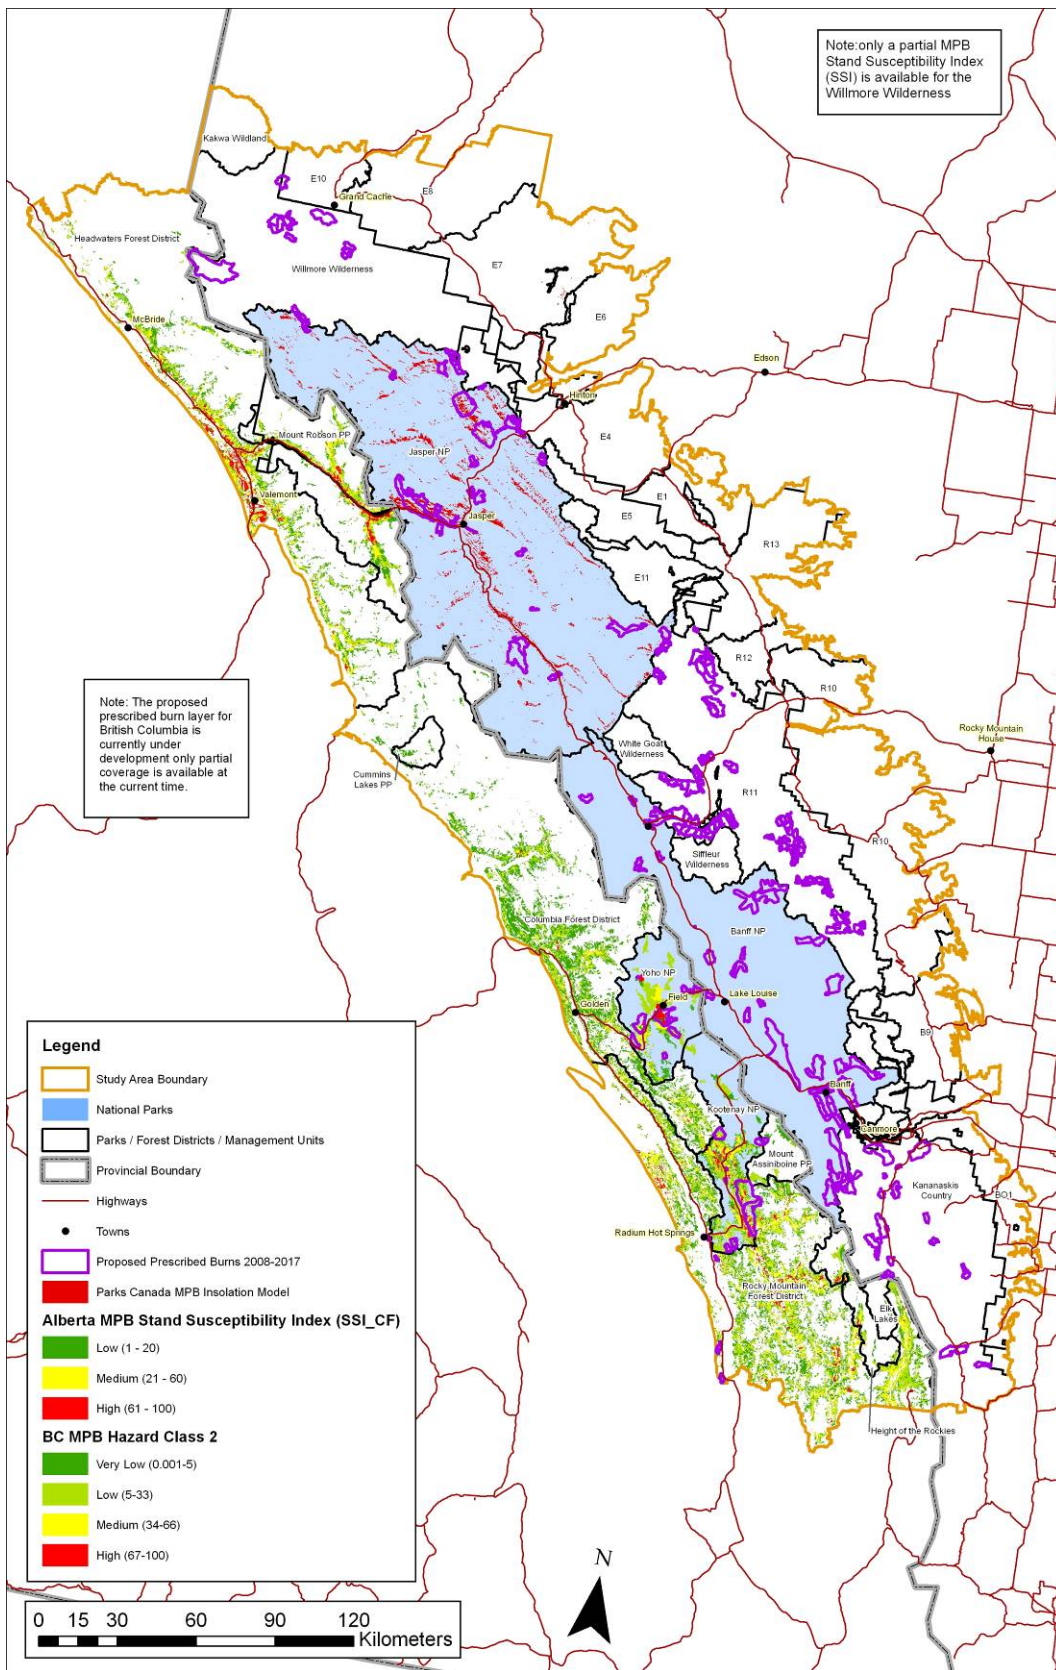 Note:only a partial MPB
Stand Susceptibility Index
(SSI) is available for the
Willmore Wilderness
Kakwa Wildland
E10
E8
Grand Cache
Headwaters Forest District
Willmore Wilderness
E7
E6
McBride
Edson
Hinton
Mount Robson PP
Jasper NP
E4
Valemont
E1
Jasper
E5
R13
E11
R12
R10
Note: The proposed
prescribed burn layer for
British Columbia is
currently under
development only partial
coverage is available at
the current time.
Rocky Mountain
House
White Goat
Wilderness
Cummins
Lakes PP
R11
R10
Siffleur
Wilderness
Columbia Forest District
Banff NP
Yoho NP
Field
Lake Louise
Golden
B9
Banff
Kootenay NP
Canmore
Mount
Assiniboine PP
Kananaskis
Country
BO1
Radium Hot Springs
Rocky Mountain
Forest District
Elk
Lakes
Height of the Rockies
Legend
Study Area Boundary
National Parks
Parks / Forest Districts / Management Units
Provincial Boundary
Highways
Towns
Proposed Prescribed Burns 2008-2017
Parks Canada MPB Insolation Model
Alberta MPB Stand Susceptibility Index (SSI_CF)
Low (1 - 20)
Medium (21 - 60)
High (61 - 100)
BC MPB Hazard Class 2
Very Low (0.001-5)
Low (5-33)
Medium (34-66)
High (67-100)
N
0 15 30 60 90 120
Kilometers